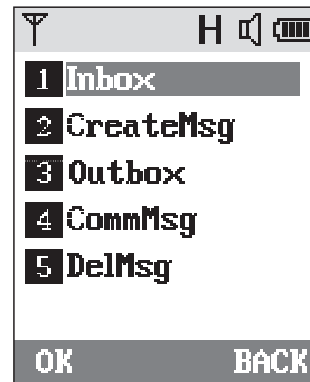 H
1 Inbox
2 CreateMsg
3 Outbox
4 CommMsg
5 DelMsg
OK BACK